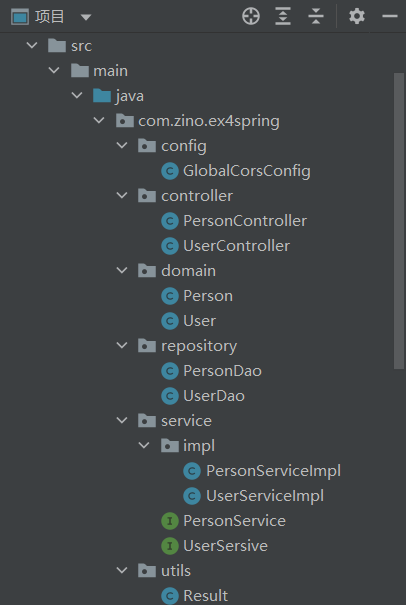 项目
src
main
java
com.zino.ex4spring
config
C GlobalCorsConfig
controller
C PersonController
C UserController
domain
C Person
C User
repository
C PersonDao
C UserDao
service
impl
C PersonServiceImpl
C UserServiceImpl
I PersonService
I UserSersive
utils
C Result